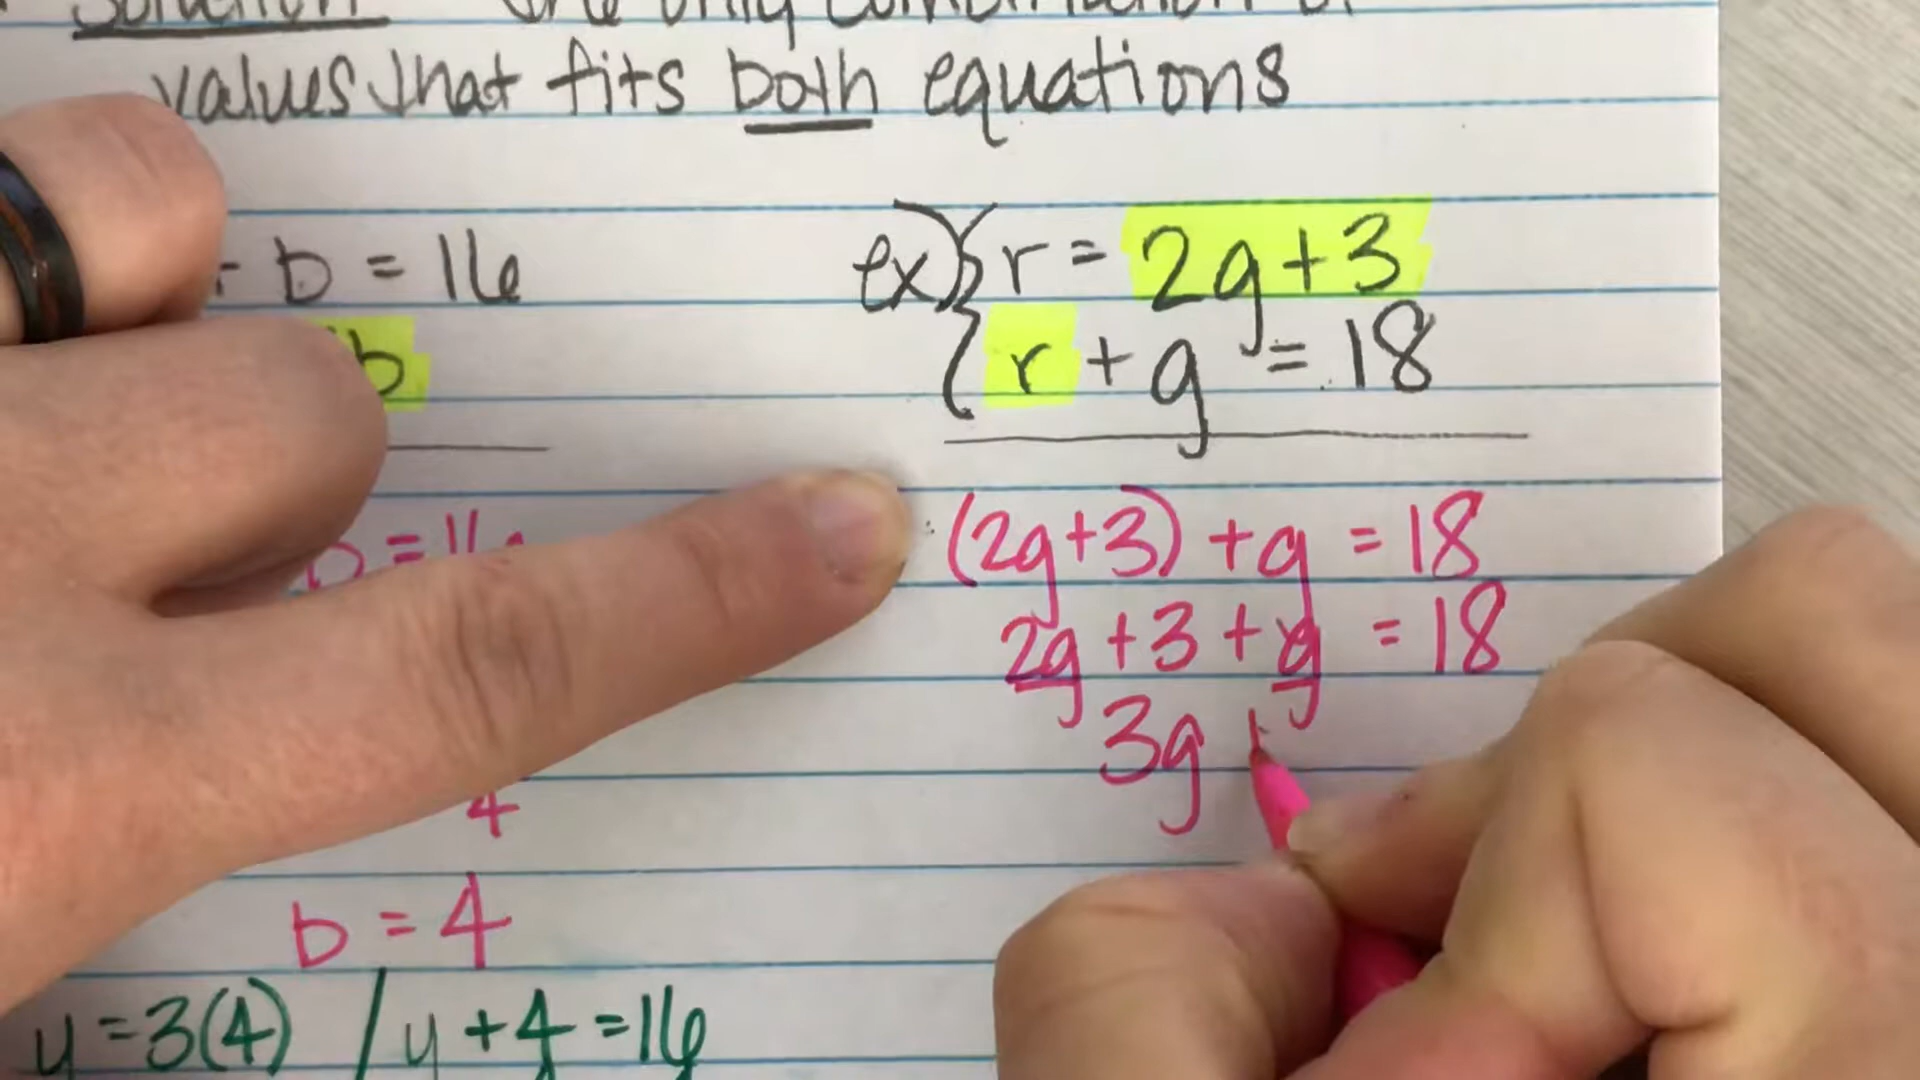 values that fits both equations
b = 16
b
ex) r = 2g+3
r + g = 18
(2g+3) + g = 18
2g + 3 + g = 18
3g
b = 16
4
b = 4
y = 3(4) / y + 4 = 16